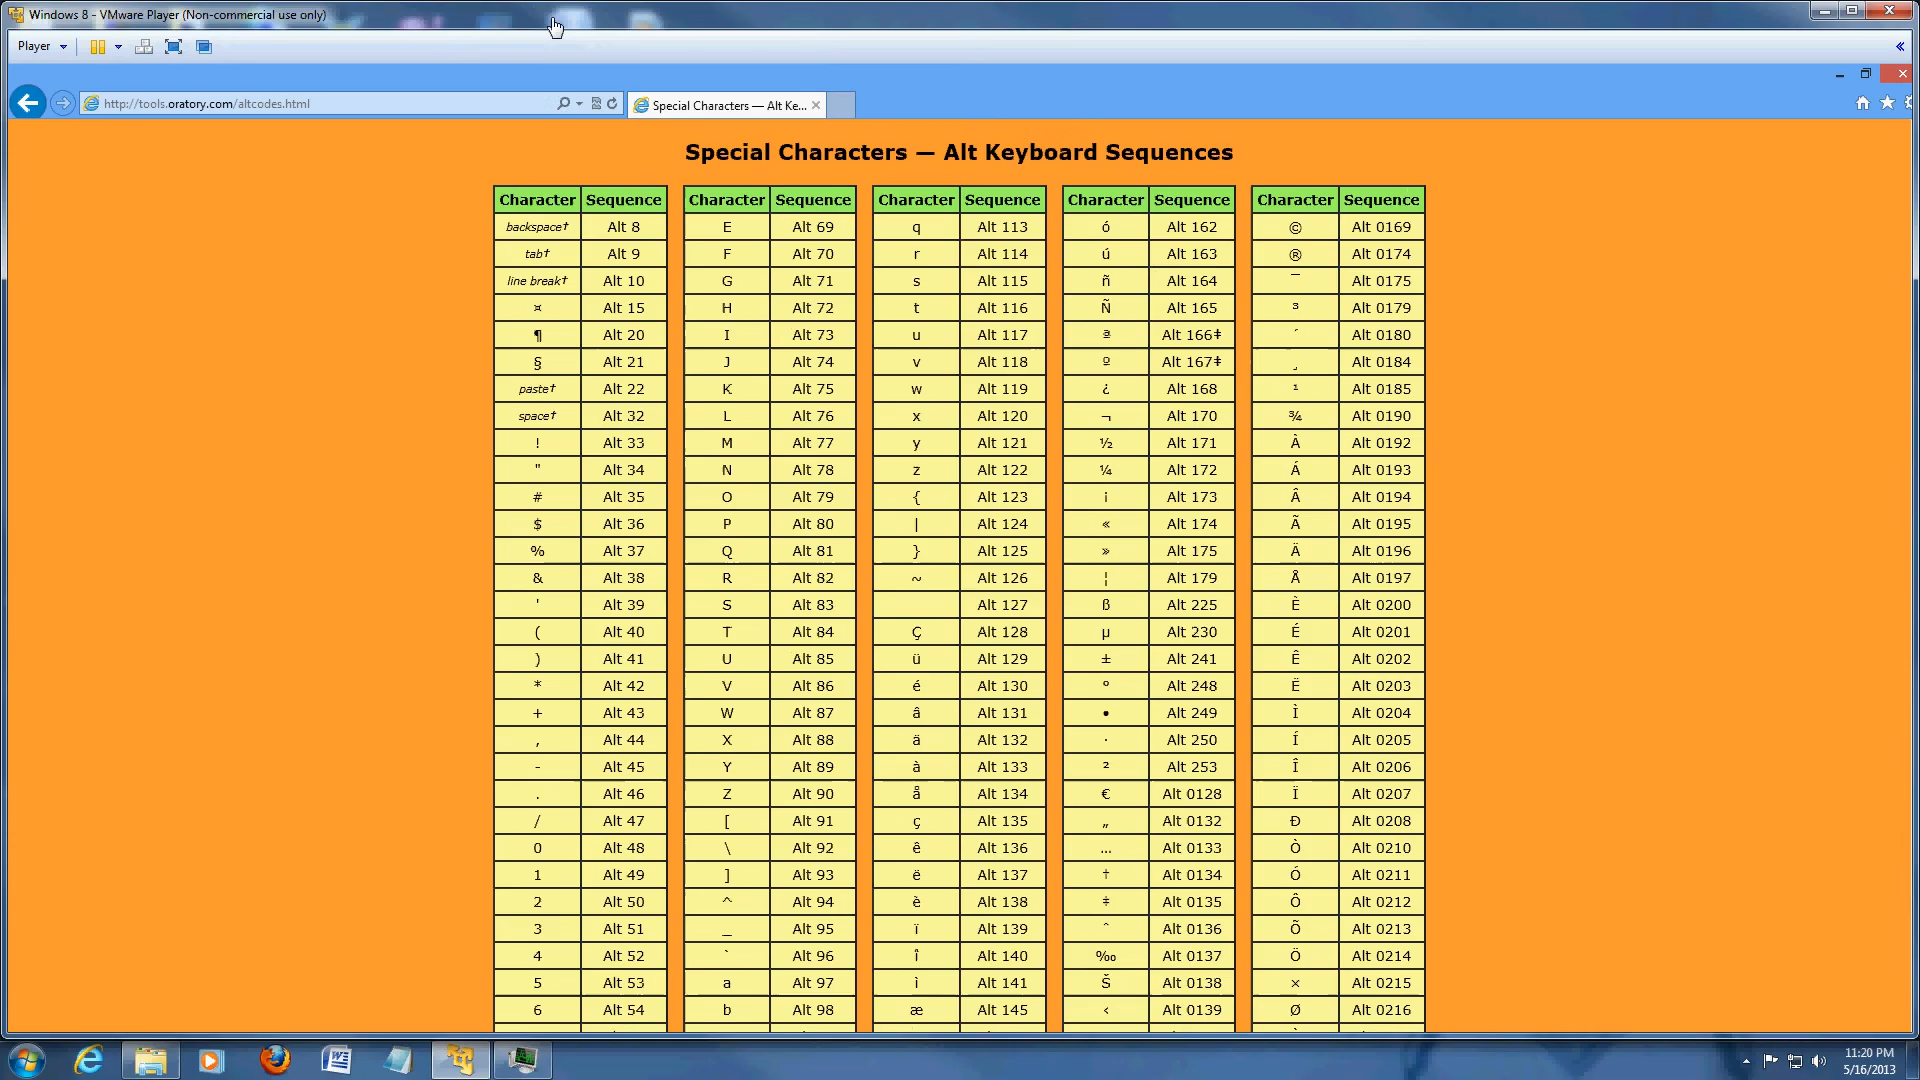 Windows 8 - VMware Player (Non-commercial use only)
Player
http://tools.oratory.com/altcodes.html
Special Characters — Alt Ke...
Special Characters — Alt Keyboard Sequences
Character Sequence Character Sequence Character Sequence Character Sequence Character Sequence
backspace† Alt 8 E Alt 69 q Alt 113 ó Alt 162 © Alt 0169
tab† Alt 9 F Alt 70 r Alt 114 ú Alt 163 ® Alt 0174
line break† Alt 10 G Alt 71 s Alt 115 ñ Alt 164 ¯ Alt 0175
¤ Alt 15 H Alt 72 t Alt 116 Ñ Alt 165 ³ Alt 0179
¶ Alt 20 I Alt 73 u Alt 117 ª Alt 166‡ ´ Alt 0180
§ Alt 21 J Alt 74 v Alt 118 º Alt 167‡ ¸ Alt 0184
paste† Alt 22 K Alt 75 w Alt 119 ¿ Alt 168 ¹ Alt 0185
space† Alt 32 L Alt 76 x Alt 120 ¬ Alt 170 ¾ Alt 0190
! Alt 33 M Alt 77 y Alt 121 ½ Alt 171 À Alt 0192
" Alt 34 N Alt 78 z Alt 122 ¼ Alt 172 Á Alt 0193
# Alt 35 O Alt 79 { Alt 123 ¡ Alt 173 Â Alt 0194
$ Alt 36 P Alt 80 | Alt 124 « Alt 174 Ã Alt 0195
% Alt 37 Q Alt 81 } Alt 125 » Alt 175 Ä Alt 0196
& Alt 38 R Alt 82 ~ Alt 126 ¦ Alt 179 Å Alt 0197
' Alt 39 S Alt 83 Alt 127 ß Alt 225 È Alt 0200
( Alt 40 T Alt 84 Ç Alt 128 µ Alt 230 É Alt 0201
) Alt 41 U Alt 85 ü Alt 129 ± Alt 241 Ê Alt 0202
* Alt 42 V Alt 86 é Alt 130 ° Alt 248 Ë Alt 0203
+ Alt 43 W Alt 87 â Alt 131 • Alt 249 Ì Alt 0204
, Alt 44 X Alt 88 ä Alt 132 · Alt 250 Í Alt 0205
- Alt 45 Y Alt 89 à Alt 133 ² Alt 253 Î Alt 0206
. Alt 46 Z Alt 90 å Alt 134 € Alt 0128 Ï Alt 0207
/ Alt 47 [ Alt 91 ç Alt 135 „ Alt 0132 Ð Alt 0208
0 Alt 48 \ Alt 92 ê Alt 136 … Alt 0133 Ò Alt 0210
1 Alt 49 ] Alt 93 ë Alt 137 † Alt 0134 Ó Alt 0211
2 Alt 50 ^ Alt 94 è Alt 138 ‡ Alt 0135 Ô Alt 0212
3 Alt 51 _ Alt 95 ï Alt 139 ˆ Alt 0136 Õ Alt 0213
4 Alt 52 ` Alt 96 î Alt 140 ‰ Alt 0137 Ö Alt 0214
5 Alt 53 a Alt 97 ì Alt 141 Š Alt 0138 × Alt 0215
6 Alt 54 b Alt 98 æ Alt 145 ‹ Alt 0139 Ø Alt 0216
11:20 PM
5/16/2013